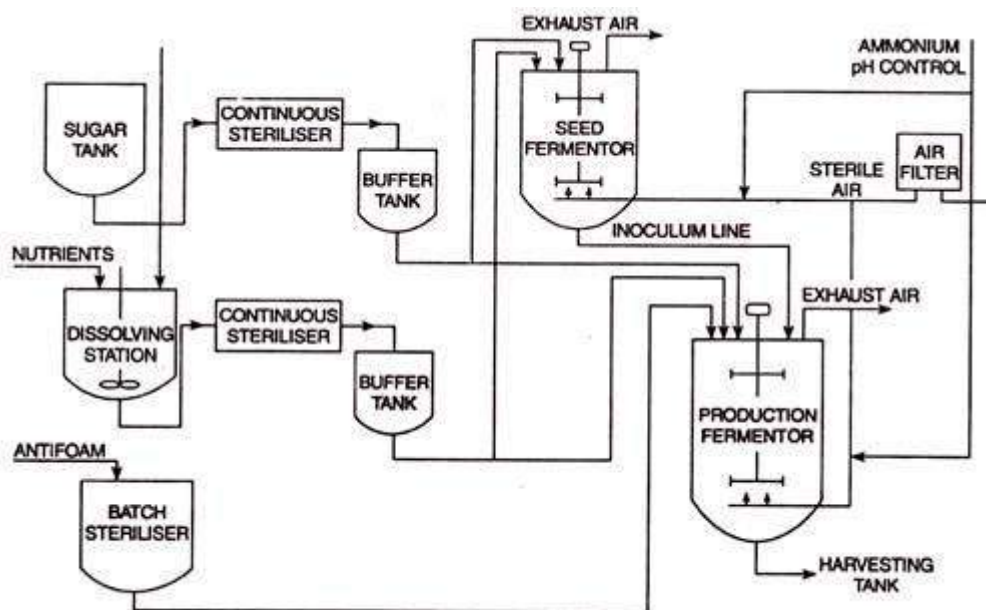 EXHAUST AIR
AMMONIUM
pH CONTROL
SUGAR
TANK
CONTINUOUS
STERILISER
BUFFER
TANK
SEED
FERMENTOR
STERILE
AIR
AIR
FILTER
INOCULUM LINE
NUTRIENTS
DISSOLVING
STATION
CONTINUOUS
STERILISER
BUFFER
TANK
EXHAUST AIR
PRODUCTION
FERMENTOR
ANTIFOAM
BATCH
STERILISER
HARVESTING
TANK